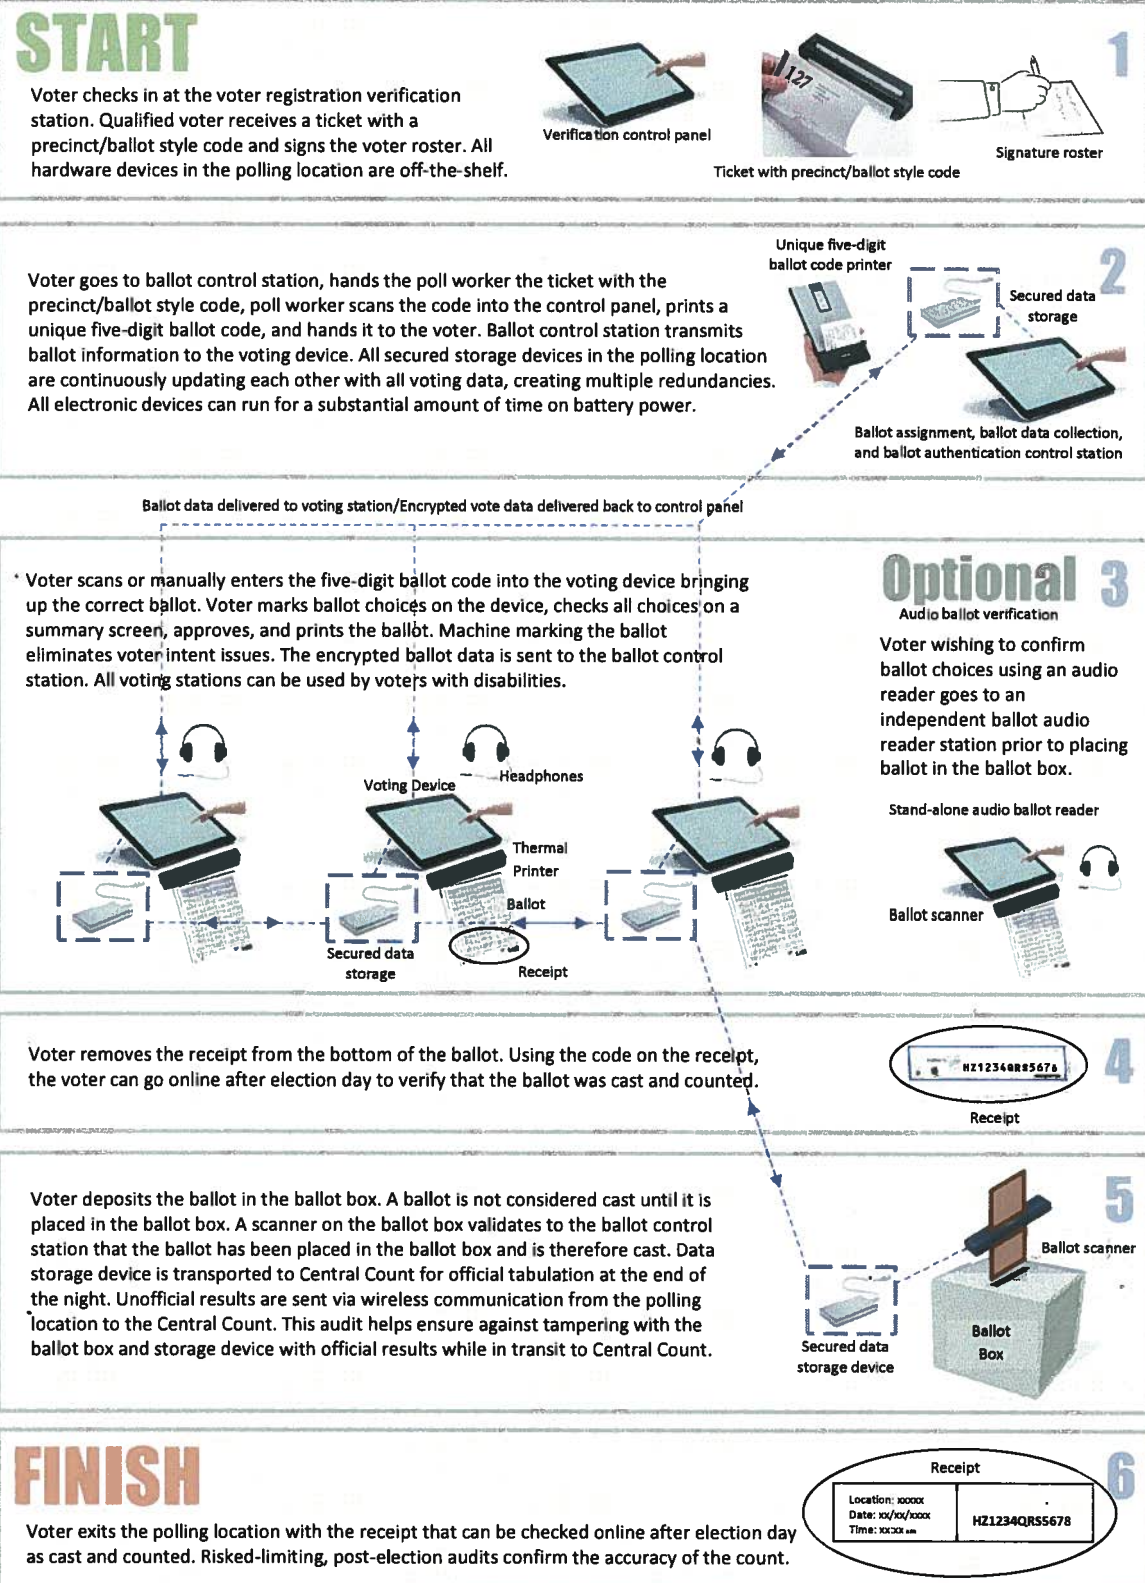 START
1
Voter checks in at the voter registration verification
station. Qualified voter receives a ticket with a
precinct/ballot style code and signs the voter roster. All
hardware devices in the polling location are off-the-shelf.
Verification control panel
127
Ticket with precinct/ballot style code
Signature roster
2
Voter goes to ballot control station, hands the poll worker the ticket with the
precinct/ballot style code, poll worker scans the code into the control panel, prints a
unique five-digit ballot code, and hands it to the voter. Ballot control station transmits
ballot information to the voting device. All secured storage devices in the polling location
are continuously updating each other with all voting data, creating multiple redundancies.
All electronic devices can run for a substantial amount of time on battery power.
Unique five-digit
ballot code printer
Secured data
storage
Ballot assignment, ballot data collection,
and ballot authentication control station
Ballot data delivered to voting station/Encrypted vote data delivered back to control panel
Voter scans or manually enters the five-digit ballot code into the voting device bringing
up the correct ballot. Voter marks ballot choices on the device, checks all choices on a
summary screen, approves, and prints the ballot. Machine marking the ballot
eliminates voter intent issues. The encrypted ballot data is sent to the ballot control
station. All voting stations can be used by voters with disabilities.
Optional 3
Audio ballot verification
Voter wishing to confirm
ballot choices using an audio
reader goes to an
independent ballot audio
reader station prior to placing
ballot in the ballot box.
Stand-alone audio ballot reader
Ballot scanner
Voting Device
Headphones
Thermal
Printer
Ballot
Secured data
storage
Receipt
4
Voter removes the receipt from the bottom of the ballot. Using the code on the receipt,
the voter can go online after election day to verify that the ballot was cast and counted.
HZ1234QRS5678
Receipt
5
Voter deposits the ballot in the ballot box. A ballot is not considered cast until it is
placed in the ballot box. A scanner on the ballot box validates to the ballot control
station that the ballot has been placed in the ballot box and is therefore cast. Data
storage device is transported to Central Count for official tabulation at the end of
the night. Unofficial results are sent via wireless communication from the polling
location to the Central Count. This audit helps ensure against tampering with the
ballot box and storage device with official results while in transit to Central Count.
Ballot scanner
Secured data
storage device
Ballot
Box
FINISH
6
Voter exits the polling location with the receipt that can be checked online after election day
as cast and counted. Risked-limiting, post-election audits confirm the accuracy of the count.
Receipt
Location: xxxxx
Date: xx/xx/xxxx
Time: xx:xx am
HZ1234QRS5678